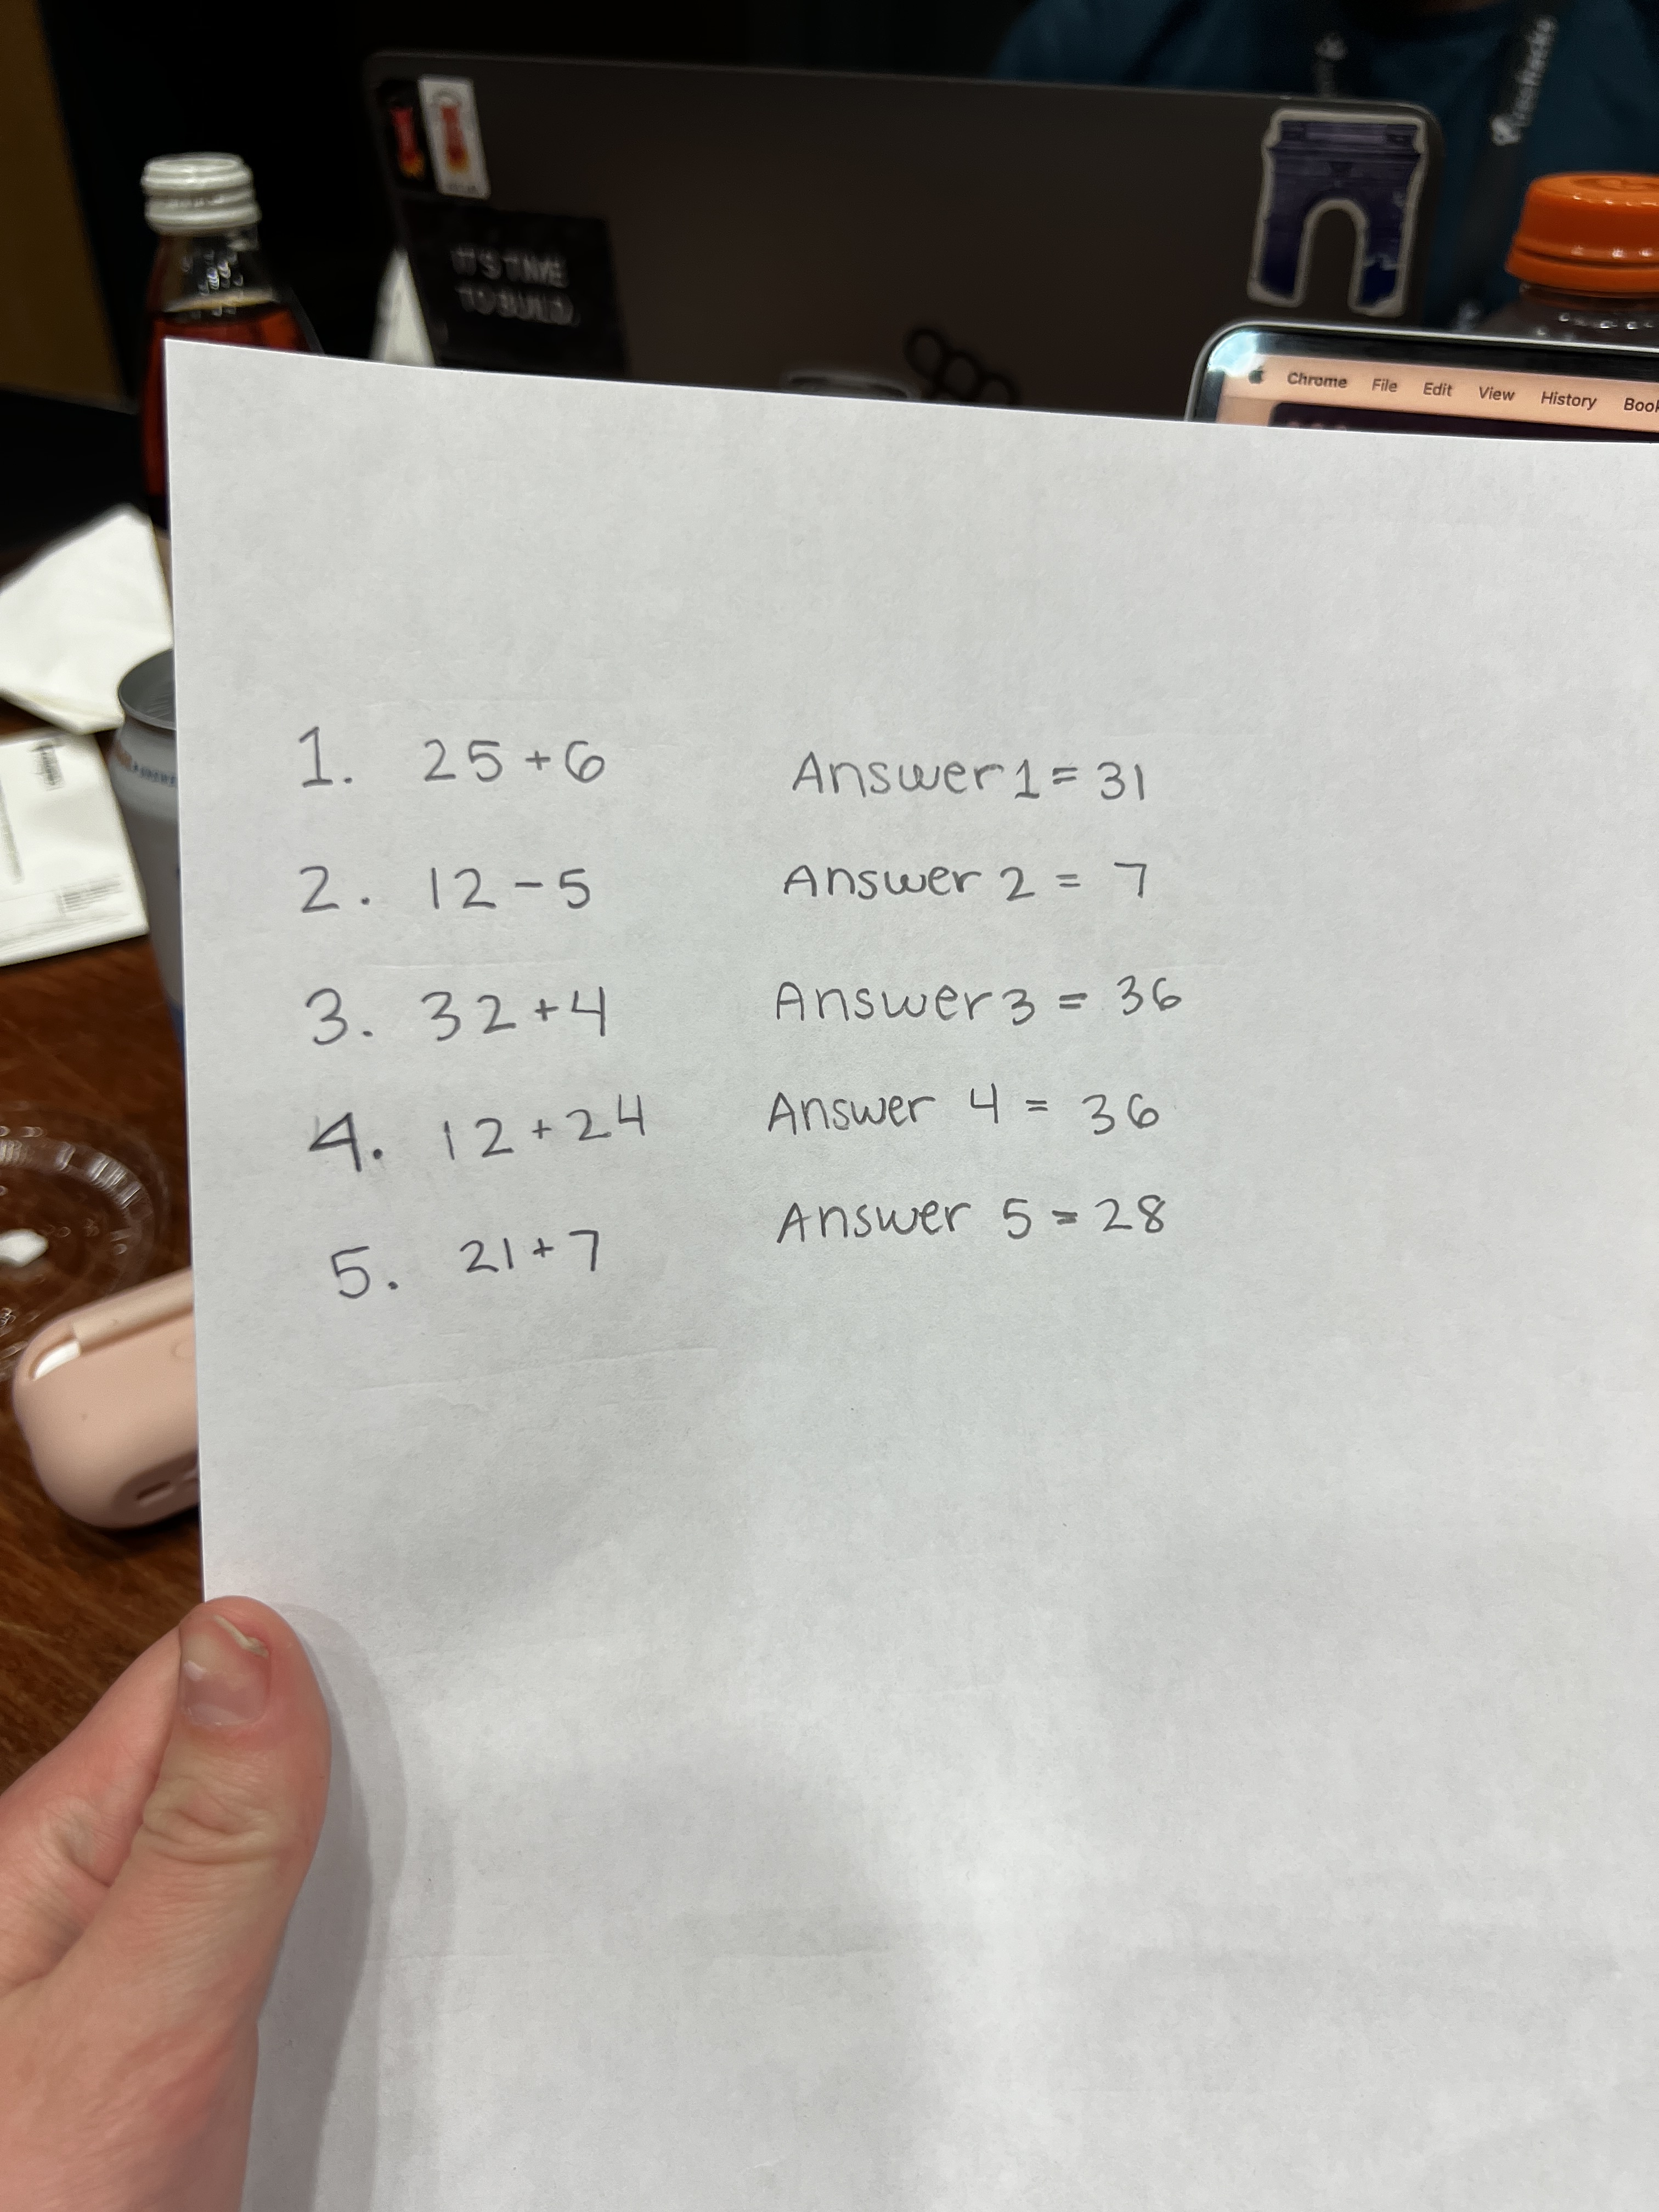 IT'S TIME
TO BUILD.
Chrome File Edit View History
1. 25+6 Answer 1 = 31
2. 12-5 Answer 2 = 7
3. 32+4 Answer 3 = 36
4. 12+24 Answer 4 = 36
5. 21+7 Answer 5 = 28